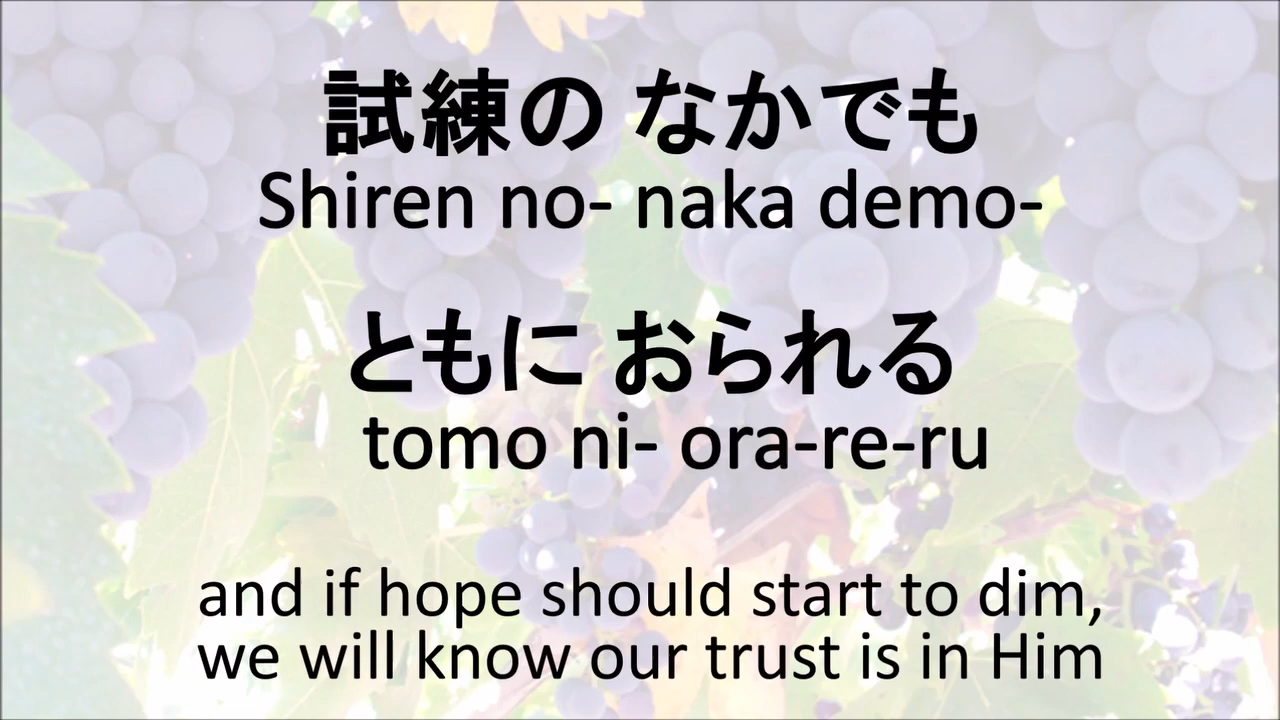 試練の なかでも
Shiren no- naka demo-
ともに おられる
tomo ni- ora-re-ru
and if hope should start to dim,
we will know our trust is in Him